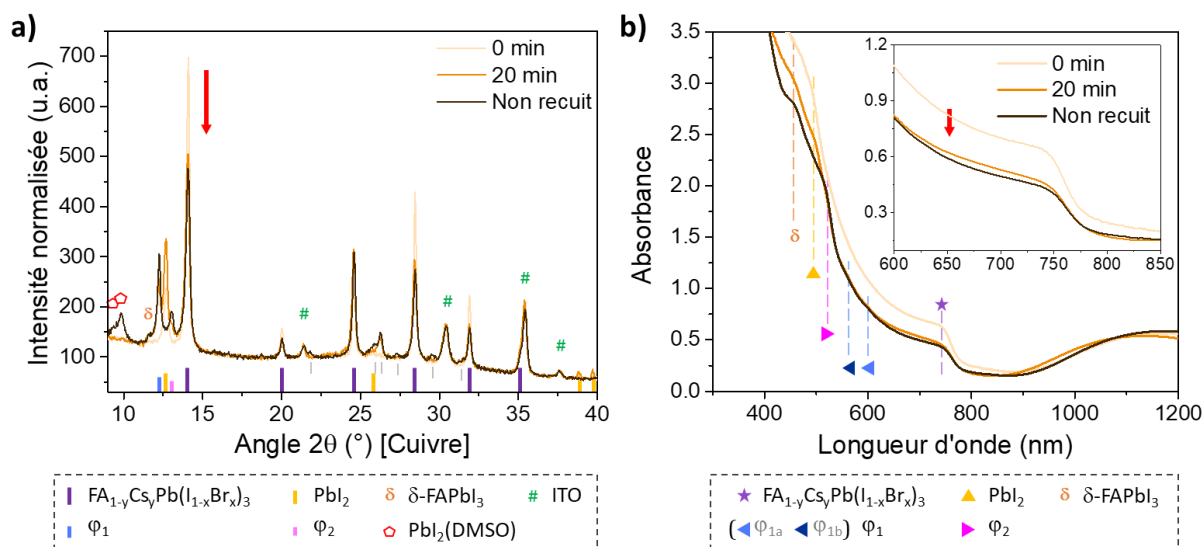 a)
Intensité normalisée (u.a.)
700
600
500
400
300
200
100
0 min
20 min
Non recuit
δ
#
#
#
#
10
15
20
25
30
35
40
Angle 2θ (°) [Cuivre]
FA1-yCsyPb(I1-xBrx)3
PbI2
δ
δ-FAPbI3
# ITO
φ1
φ2
PbI2(DMSO)
b)
Absorbance
3.5
3.0
2.5
2.0
1.5
1.0
0.5
0.0
0 min
20 min
Non recuit
1.2
0.9
0.6
0.3
600
650
700
750
800
850
δ
400
600
800
1000
1200
Longueur d'onde (nm)
FA1-yCsyPb(I1-xBrx)3
PbI2
δ
δ-FAPbI3
( φ1a φ1b) φ1
φ2